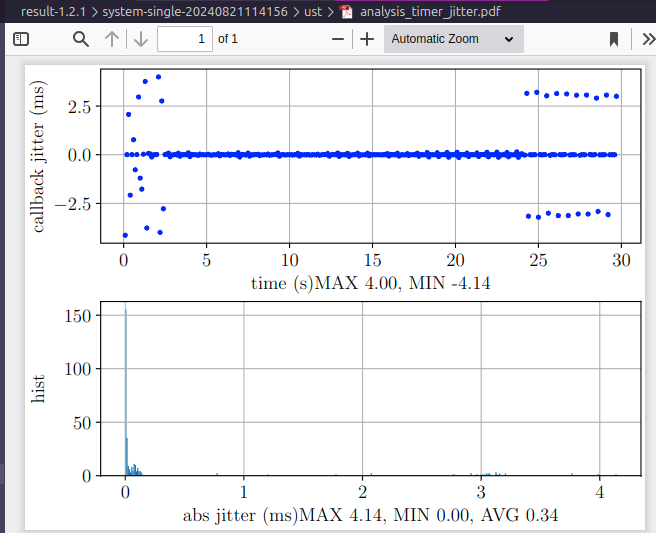 result-1.2.1 > system-single-20240821114156 > ust > analysis_timer_jitter.pdf
1 of 1 Automatic Zoom
callback jitter (ms)
2.5
0.0
−2.5
0 5 10 15 20 25 30
time (s)MAX 4.00, MIN -4.14
hist
150
100
50
0
0 1 2 3 4
abs jitter (ms)MAX 4.14, MIN 0.00, AVG 0.34